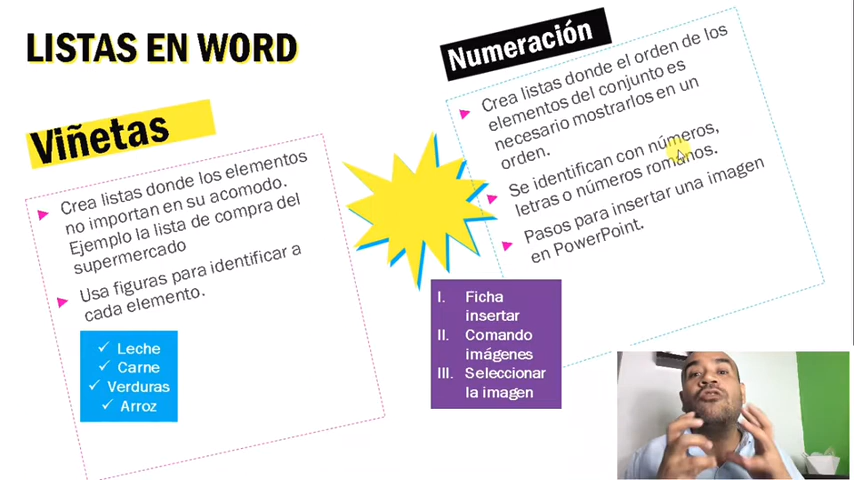 LISTAS EN WORD
Viñetas
Crea listas donde los elementos
no importan en su acomodo.
Ejemplo la lista de compra del
supermercado
Usa figuras para identificar a
cada elemento.
Leche
Carne
Verduras
Arroz
Numeración
Crea listas donde el orden de los
elementos del conjunto es
necesario mostrarlos en un
orden.
Se identifican con números,
letras o números romanos.
Pasos para insertar una imagen
en PowerPoint.
I. Ficha
insertar
II. Comando
imágenes
III. Seleccionar
la imagen